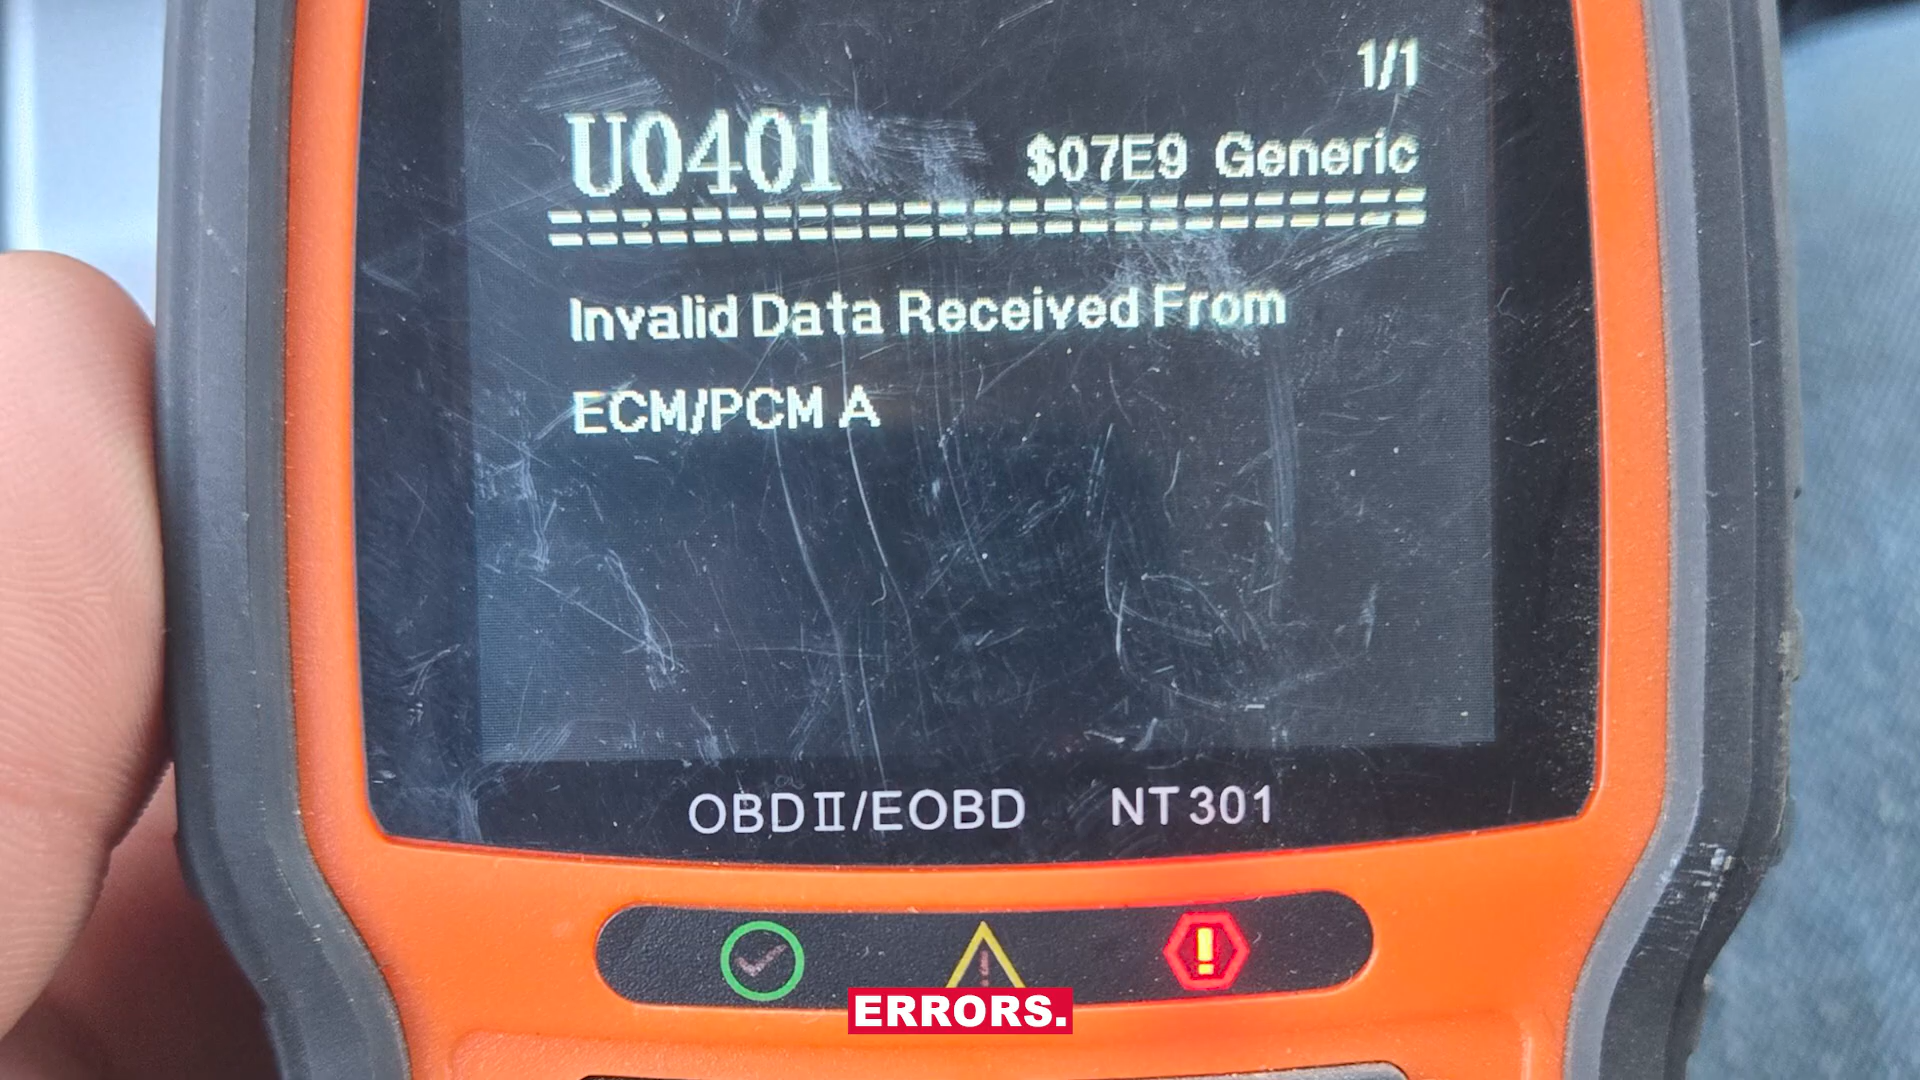 1/1
U0401 $07E9 Generic
==========================
Invalid Data Received From
ECM/PCM A
OBDII/EOBD NT301
ERRORS.